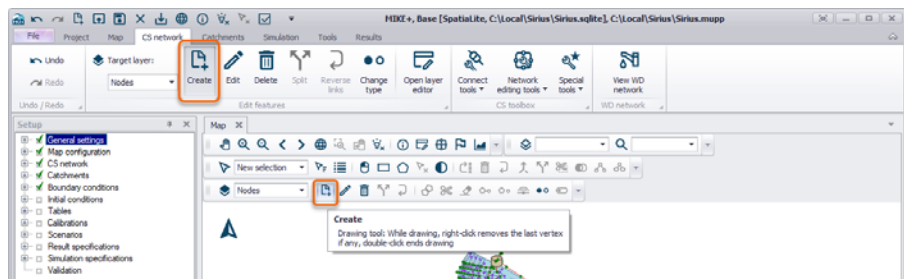 MIKE+, Base [SpatiaLite, C:\Local\Sirius\Sirius.sqlite], C:\Local\Sirius\Sirius.mupp
File Project Map CS network Catchments Simulation Tools Results
Undo Target layer: Create Edit Delete Split Reverse links Change type Open layer editor Connect tools Network editing tools Special tools View WD network
Redo Nodes
Undo / Redo Edit features CS toolbox WD network
Setup Map
General settings
Map configuration
CS network New selection
Catchments
Boundary conditions Nodes
Initial conditions
Tables
Calibrations Create
Scenarios Drawing tool: While drawing, right-click removes the last vertex
Result specifications if any, double-click ends drawing
Simulation specifications
Validation